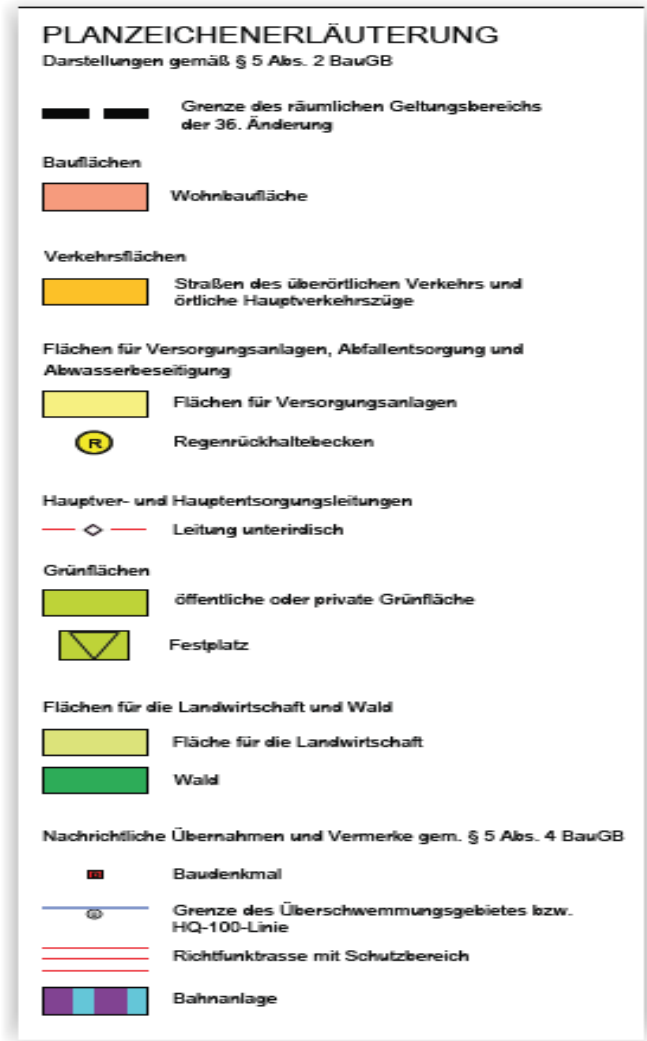 PLANZEICHENERLÄUTERUNG
Darstellungen gemäß § 5 Abs. 2 BauGB
Grenze des räumlichen Geltungsbereichs
der 36. Änderung
Bauflächen
Wohnbaufläche
Verkehrsflächen
Straßen des überörtlichen Verkehrs und
örtliche Hauptverkehrszüge
Flächen für Versorgungsanlagen, Abfallentsorgung und
Abwasserbeseitigung
Flächen für Versorgungsanlagen
R
Regenrückhaltebecken
Hauptver- und Hauptentsorgungsleitungen
Leitung unterirdisch
Grünflächen
öffentliche oder private Grünfläche
Festplatz
Flächen für die Landwirtschaft und Wald
Fläche für die Landwirtschaft
Wald
Nachrichtliche Übernahmen und Vermerke gem. § 5 Abs. 4 BauGB
Baudenkmal
Grenze des Überschwemmungsgebietes bzw.
HQ-100-Linie
Richtfunktrasse mit Schutzbereich
Bahnanlage